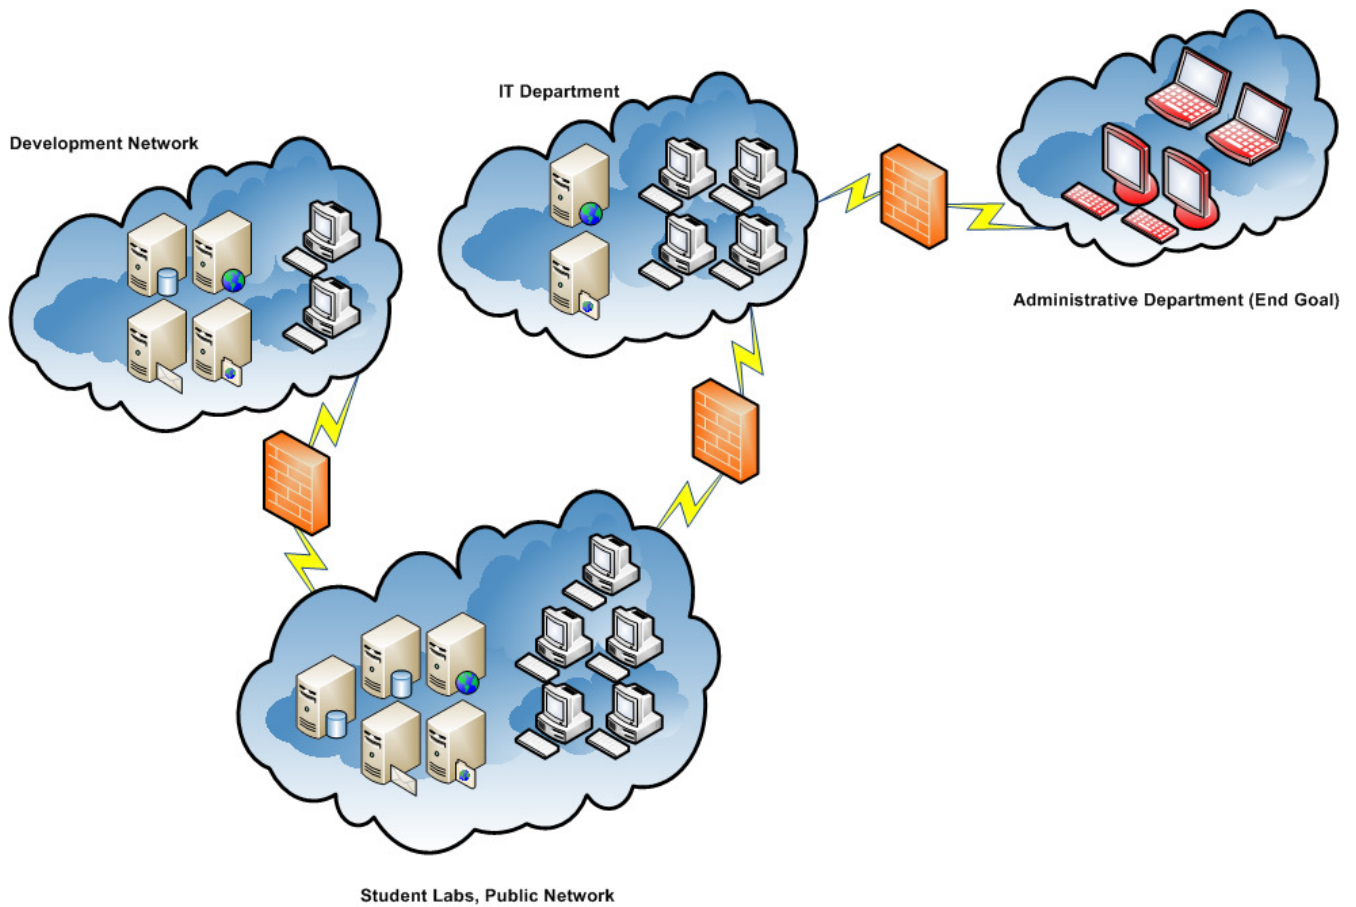 IT Department
Development Network
Administrative Department (End Goal)
Student Labs, Public Network